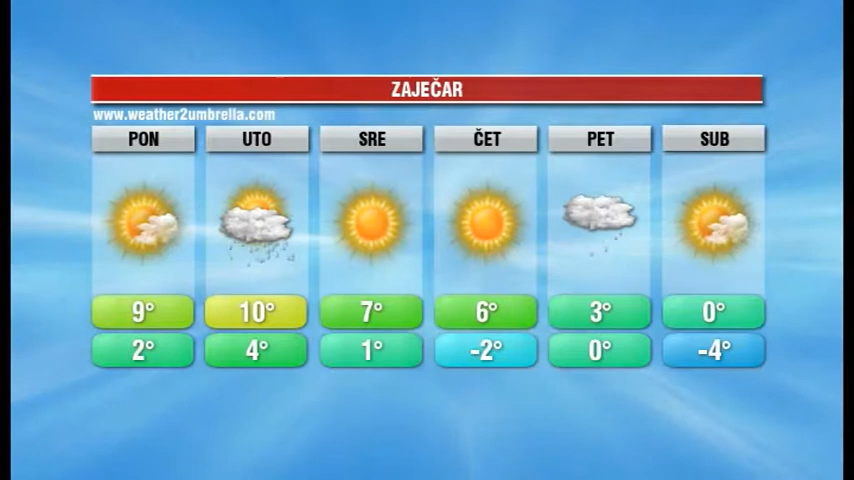 ZAJEČAR
www.weather2umbrella.com
PON UTO SRE ČET PET SUB
9° 10° 7° 6° 3° 0°
2° 4° 1° -2° 0° -4°